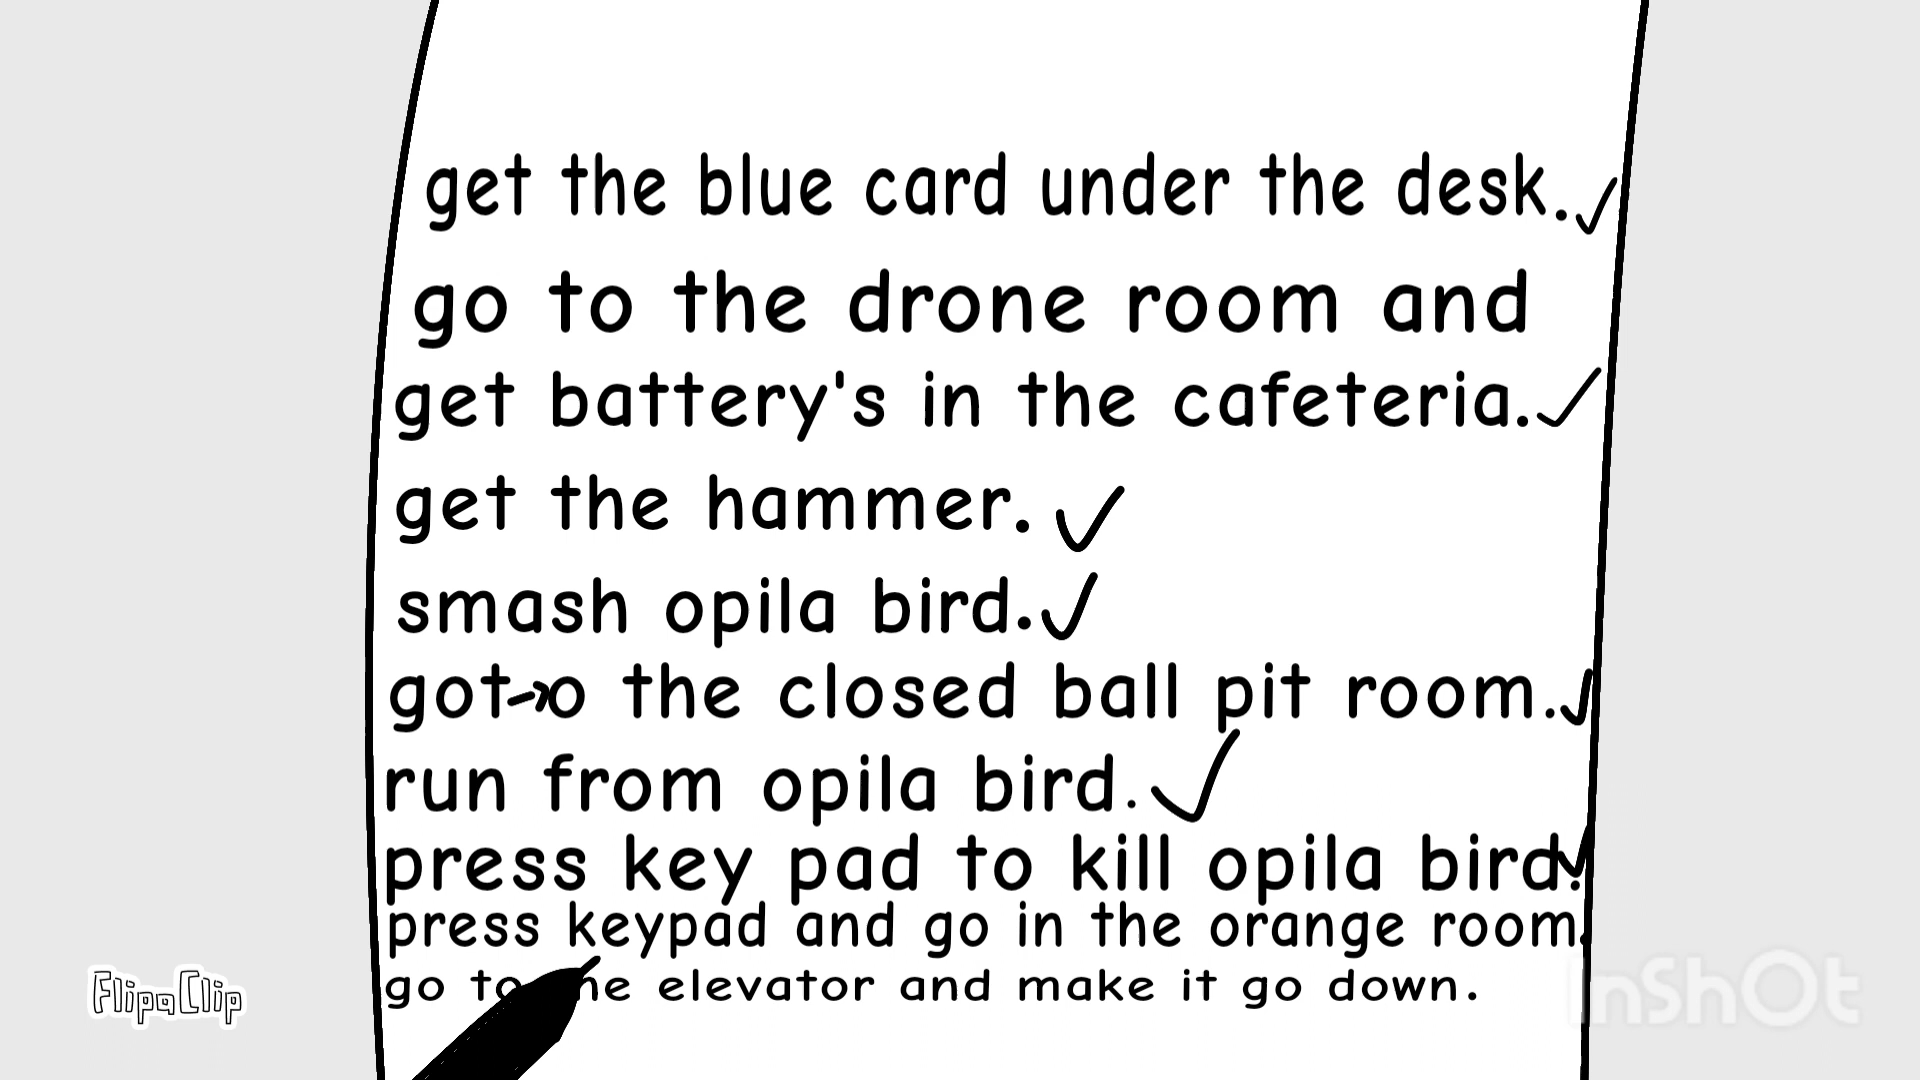 get the blue card under the desk.
go to the drone room and
get battery's in the cafeteria.
get the hammer.
smash opila bird.
got→o the closed ball pit room.
run from opila bird.
press key pad to kill opila bird.
press keypad and go in the orange room.
go to elevator and make it go down.
FlipaClip
InShOt